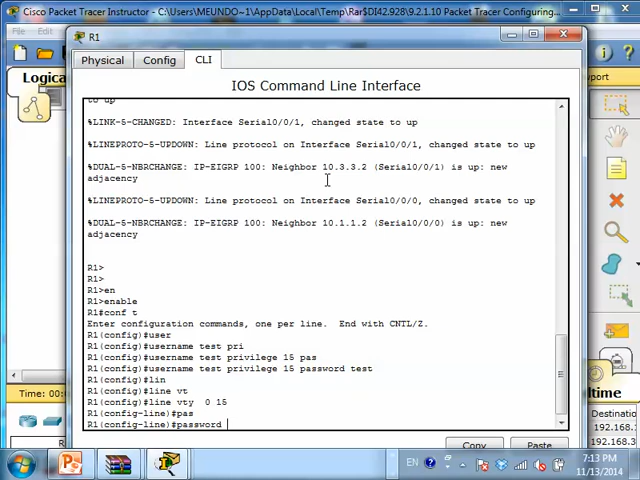 Cisco Packet Tracer Instructor - C:\Users\MEUNDO~1\AppData\Local\Temp\Rar$DI42.928\9.2.1.10 Packet Tracer Configuring...
File Edit
R1
Physical Config CLI
Logica
port
IOS Command Line Interface
to up
%LINK-5-CHANGED: Interface Serial0/0/1, changed state to up
%LINEPROTO-5-UPDOWN: Line protocol on Interface Serial0/0/1, changed state to up
%DUAL-5-NBRCHANGE: IP-EIGRP 100: Neighbor 10.3.3.2 (Serial0/0/1) is up: new
adjacency
%LINEPROTO-5-UPDOWN: Line protocol on Interface Serial0/0/0, changed state to up
%DUAL-5-NBRCHANGE: IP-EIGRP 100: Neighbor 10.1.1.2 (Serial0/0/0) is up: new
adjacency
R1>
R1>
R1>en
R1>enable
R1#conf t
Enter configuration commands, one per line.  End with CNTL/Z.
R1(config)#user
R1(config)#username test pri
R1(config)#username test privilege 15 pas
R1(config)#username test privilege 15 password test
R1(config)#lin
R1(config)#line vt
R1(config)#line vty  0 15
R1(config-line)#pas
R1(config-line)#password
Time: 00:
Copy Paste
Destinatio
192.168.
192.168.
EN
7:13 PM
11/13/2014